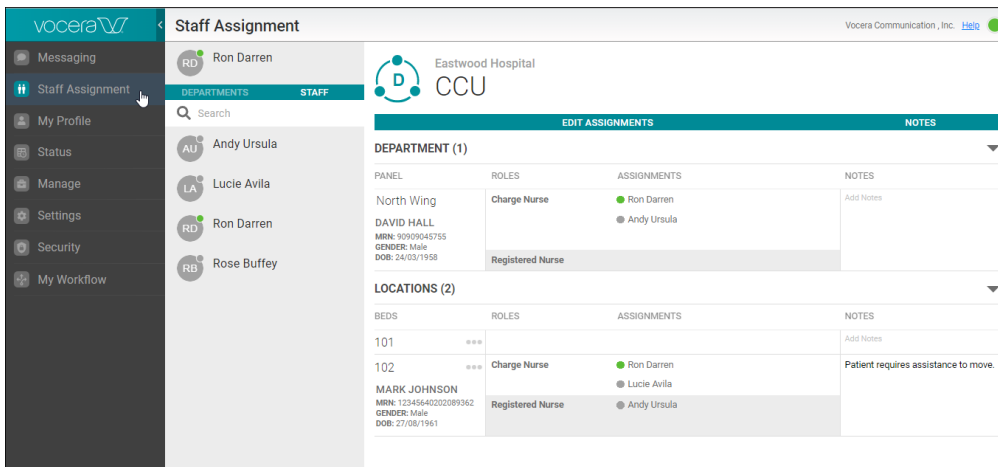 vocera
Staff Assignment
Vocera Communication , Inc. Help
Messaging
Staff Assignment
My Profile
Status
Manage
Settings
Security
My Workflow
RD Ron Darren
DEPARTMENTS STAFF
Search
AU Andy Ursula
LA Lucie Avila
RD Ron Darren
RB Rose Buffey
D
Eastwood Hospital
CCU
EDIT ASSIGNMENTS NOTES
DEPARTMENT (1)
PANEL ROLES ASSIGNMENTS NOTES
North Wing Charge Nurse Ron Darren Add Notes
Andy Ursula
DAVID HALL
MRN: 90909045755
GENDER: Male
DOB: 24/03/1958 Registered Nurse
LOCATIONS (2)
BEDS ROLES ASSIGNMENTS NOTES
101 Add Notes
102 Charge Nurse Ron Darren Patient requires assistance to move.
Lucie Avila
MARK JOHNSON
MRN: 12345640202089362 Registered Nurse Andy Ursula
GENDER: Male
DOB: 27/08/1961